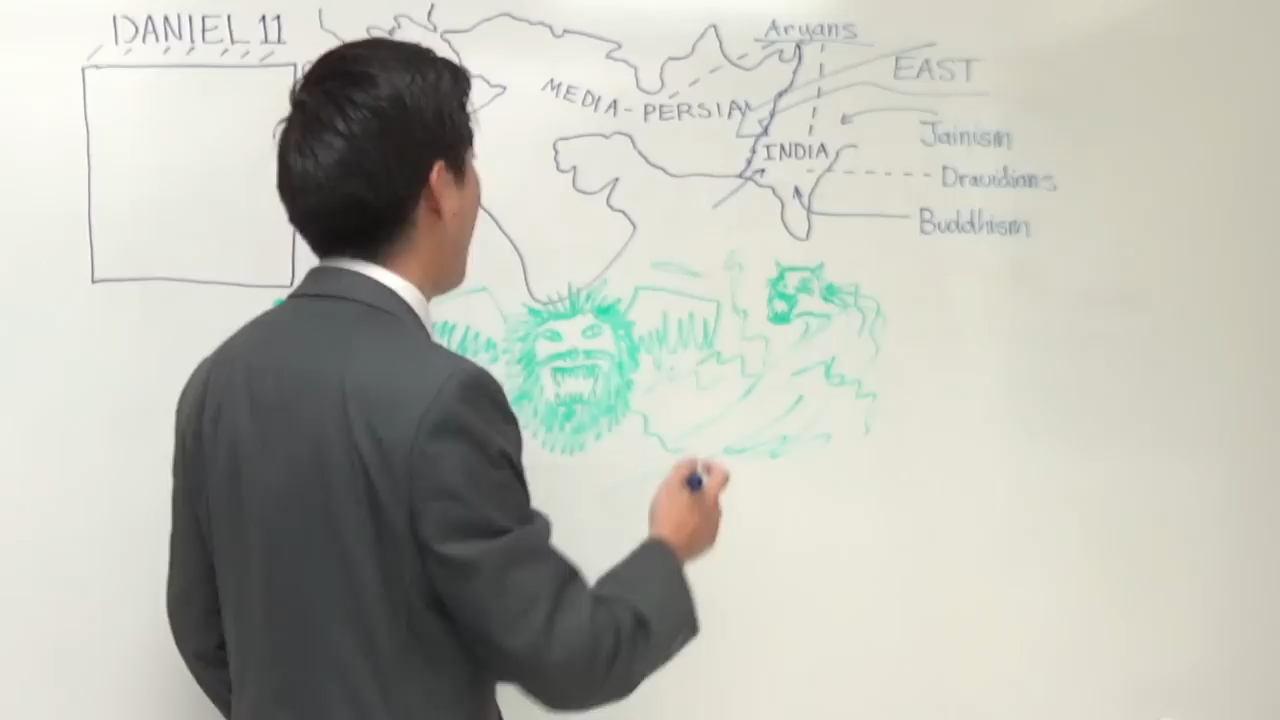 DANIEL 11
Aryans
EAST
MEDIA-PERSIA
Jainism
INDIA
Dravidians
Buddhism